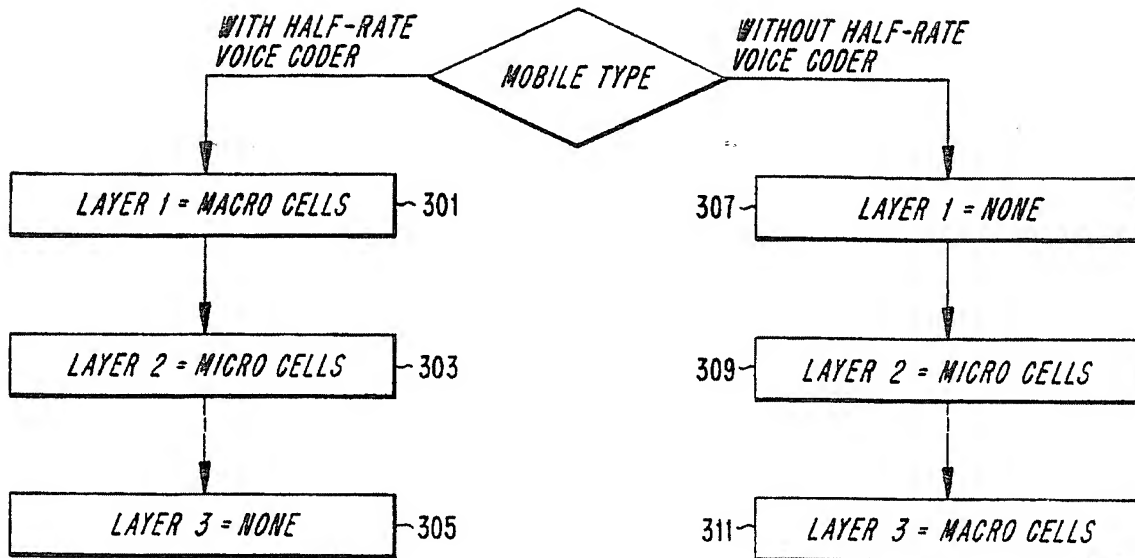 WITH HALF-RATE
VOICE CODER
MOBILE TYPE
WITHOUT HALF-RATE
VOICE CODER
LAYER 1 = MACRO CELLS
301
307
LAYER 1 = NONE
LAYER 2 = MICRO CELLS
303
309
LAYER 2 = MICRO CELLS
LAYER 3 = NONE
305
311
LAYER 3 = MACRO CELLS